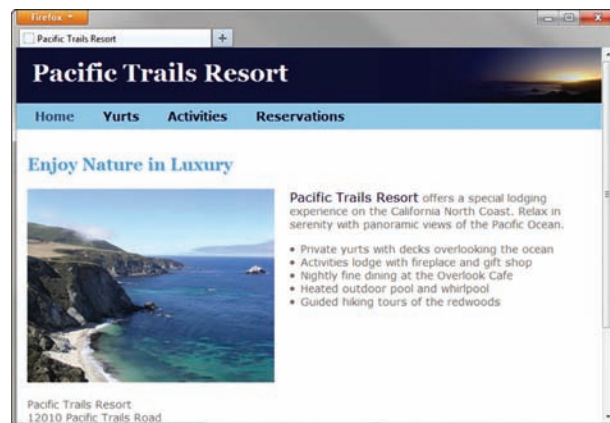 Firefox
Pacific Trails Resort
Pacific Trails Resort
Home Yurts Activities Reservations
Enjoy Nature in Luxury
Pacific Trails Resort offers a special lodging
experience on the California North Coast. Relax in
serenity with panoramic views of the Pacific Ocean.
• Private yurts with decks overlooking the ocean
• Activities lodge with fireplace and gift shop
• Nightly fine dining at the Overlook Cafe
• Heated outdoor pool and whirlpool
• Guided hiking tours of the redwoods
Pacific Trails Resort
12010 Pacific Trails Road